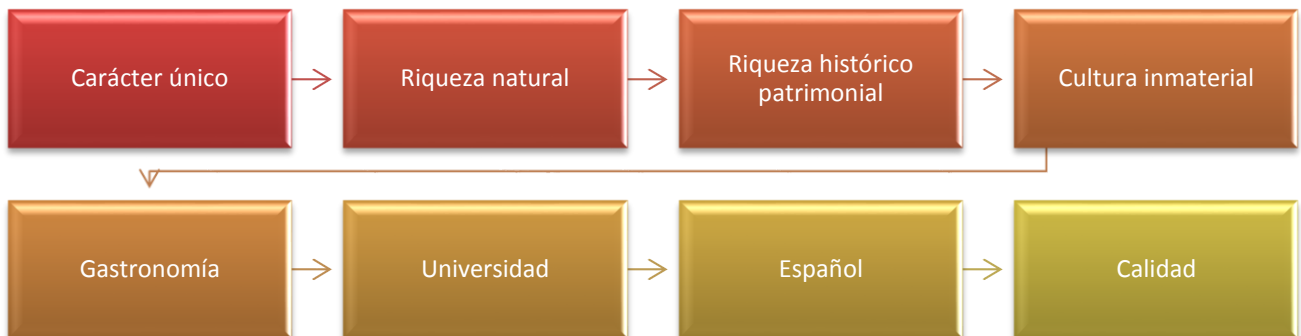 Carácter único
Riqueza natural
Riqueza histórico
patrimonial
Cultura inmaterial
Gastronomía
Universidad
Español
Calidad